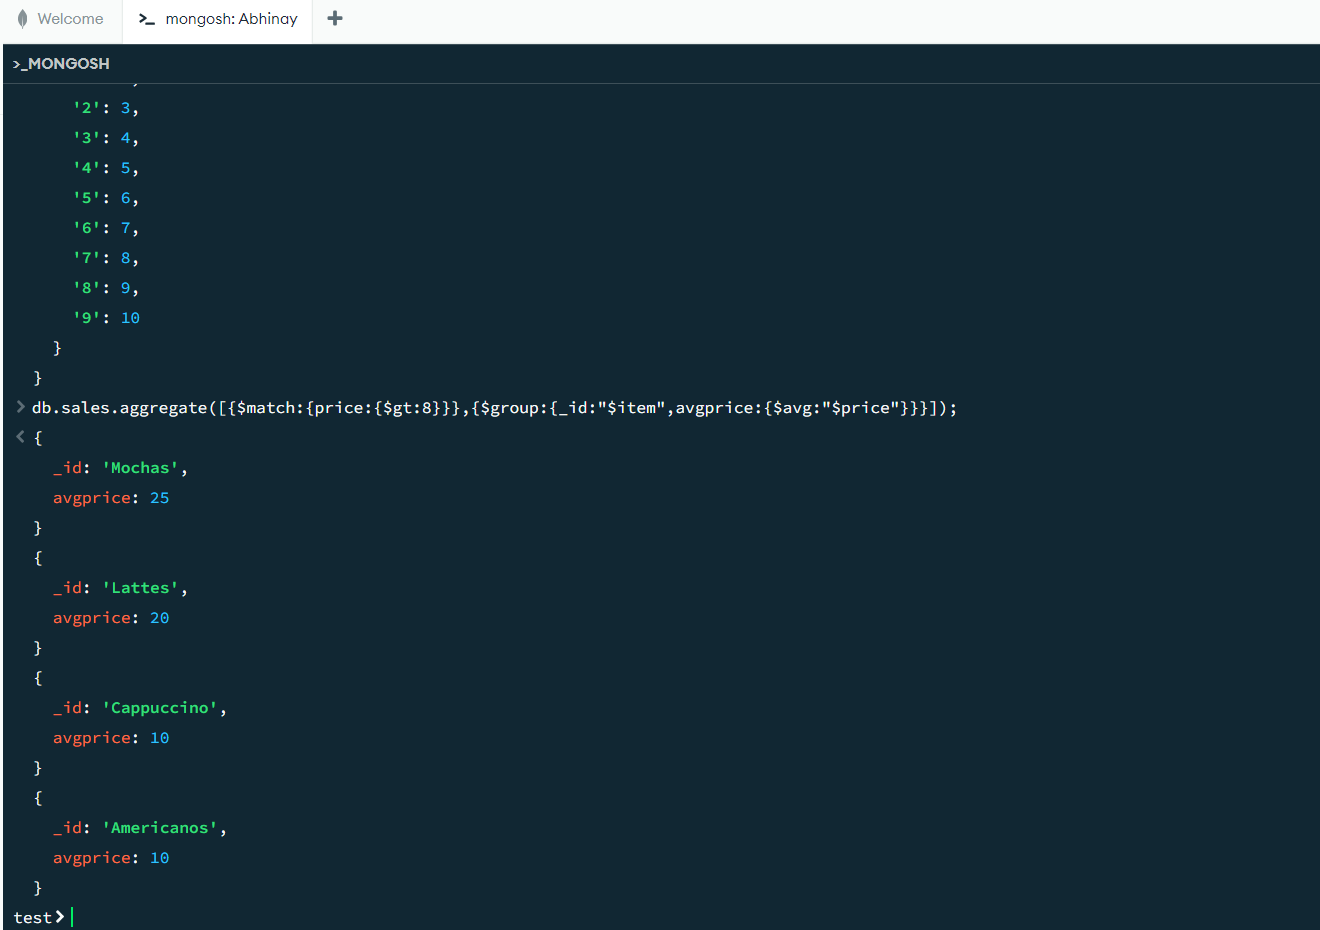 Welcome
>_ mongosh: Abhinay +
>_MONGOSH
'2': 3,
'3': 4,
'4': 5,
'5': 6,
'6': 7,
'7': 8,
'8': 9,
'9': 10
}
}
> db.sales.aggregate([{$match:{price:{$gt:8}}},{$group:{_id:"$item",avgprice:{$avg:"$price"}}}]);
< {
_id: 'Mochas',
avgprice: 25
}
{
_id: 'Lattes',
avgprice: 20
}
{
_id: 'Cappuccino',
avgprice: 10
}
{
_id: 'Americanos',
avgprice: 10
}
test>